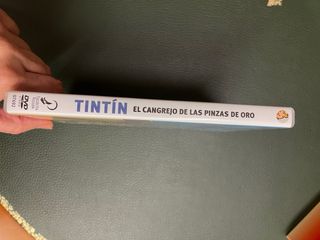 TINTÍN EL CANGREJO DE LAS PINZAS DE ORO
DVD